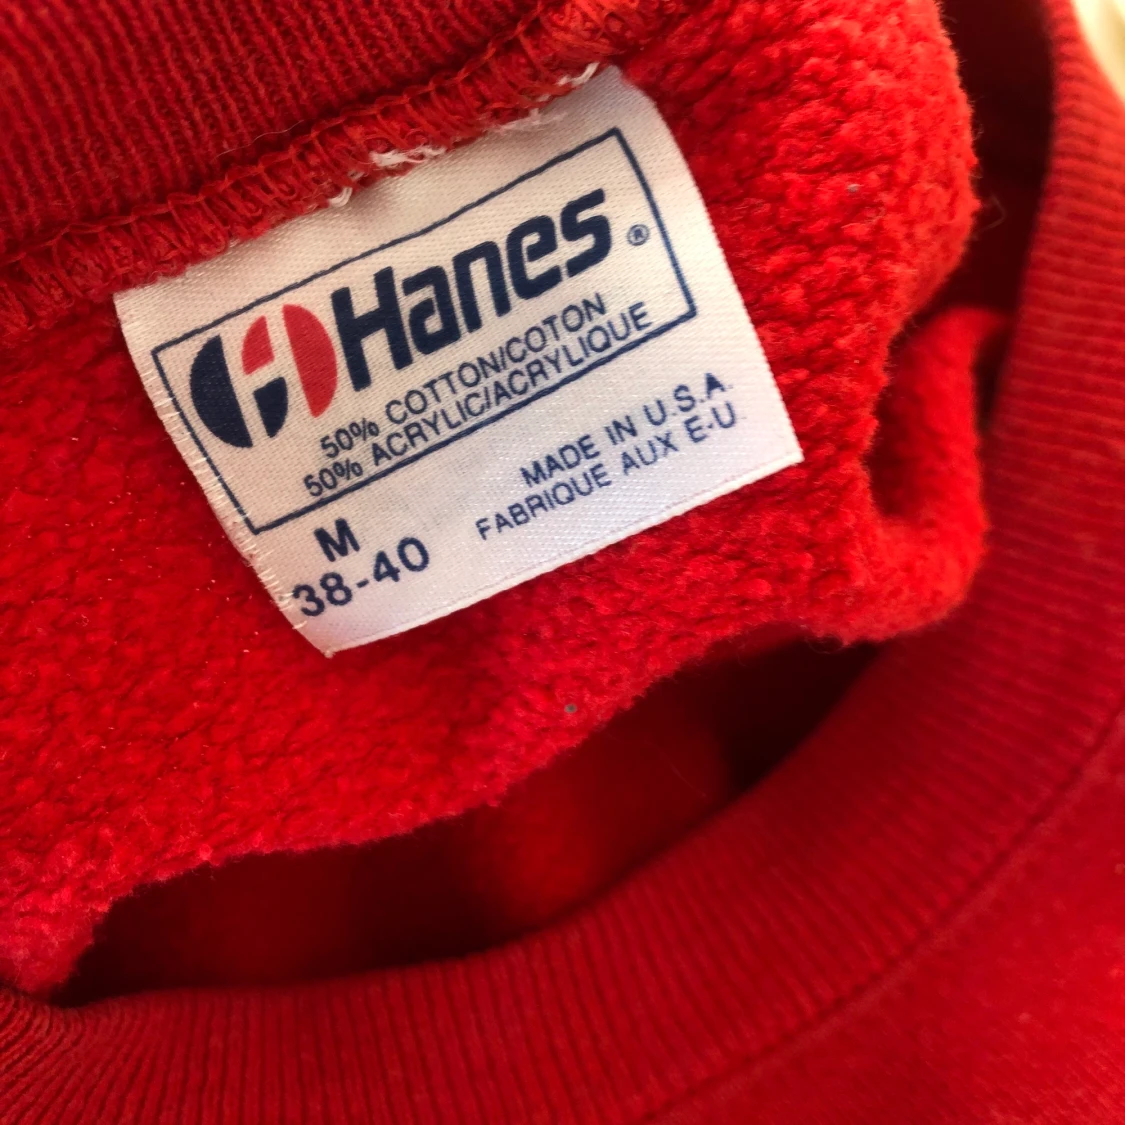 Hanes®
50% COTTON/COTON
50% ACRYLIC/ACRYLIQUE
M
38-40
MADE IN U.S.A.
FABRIQUE AUX E-U.